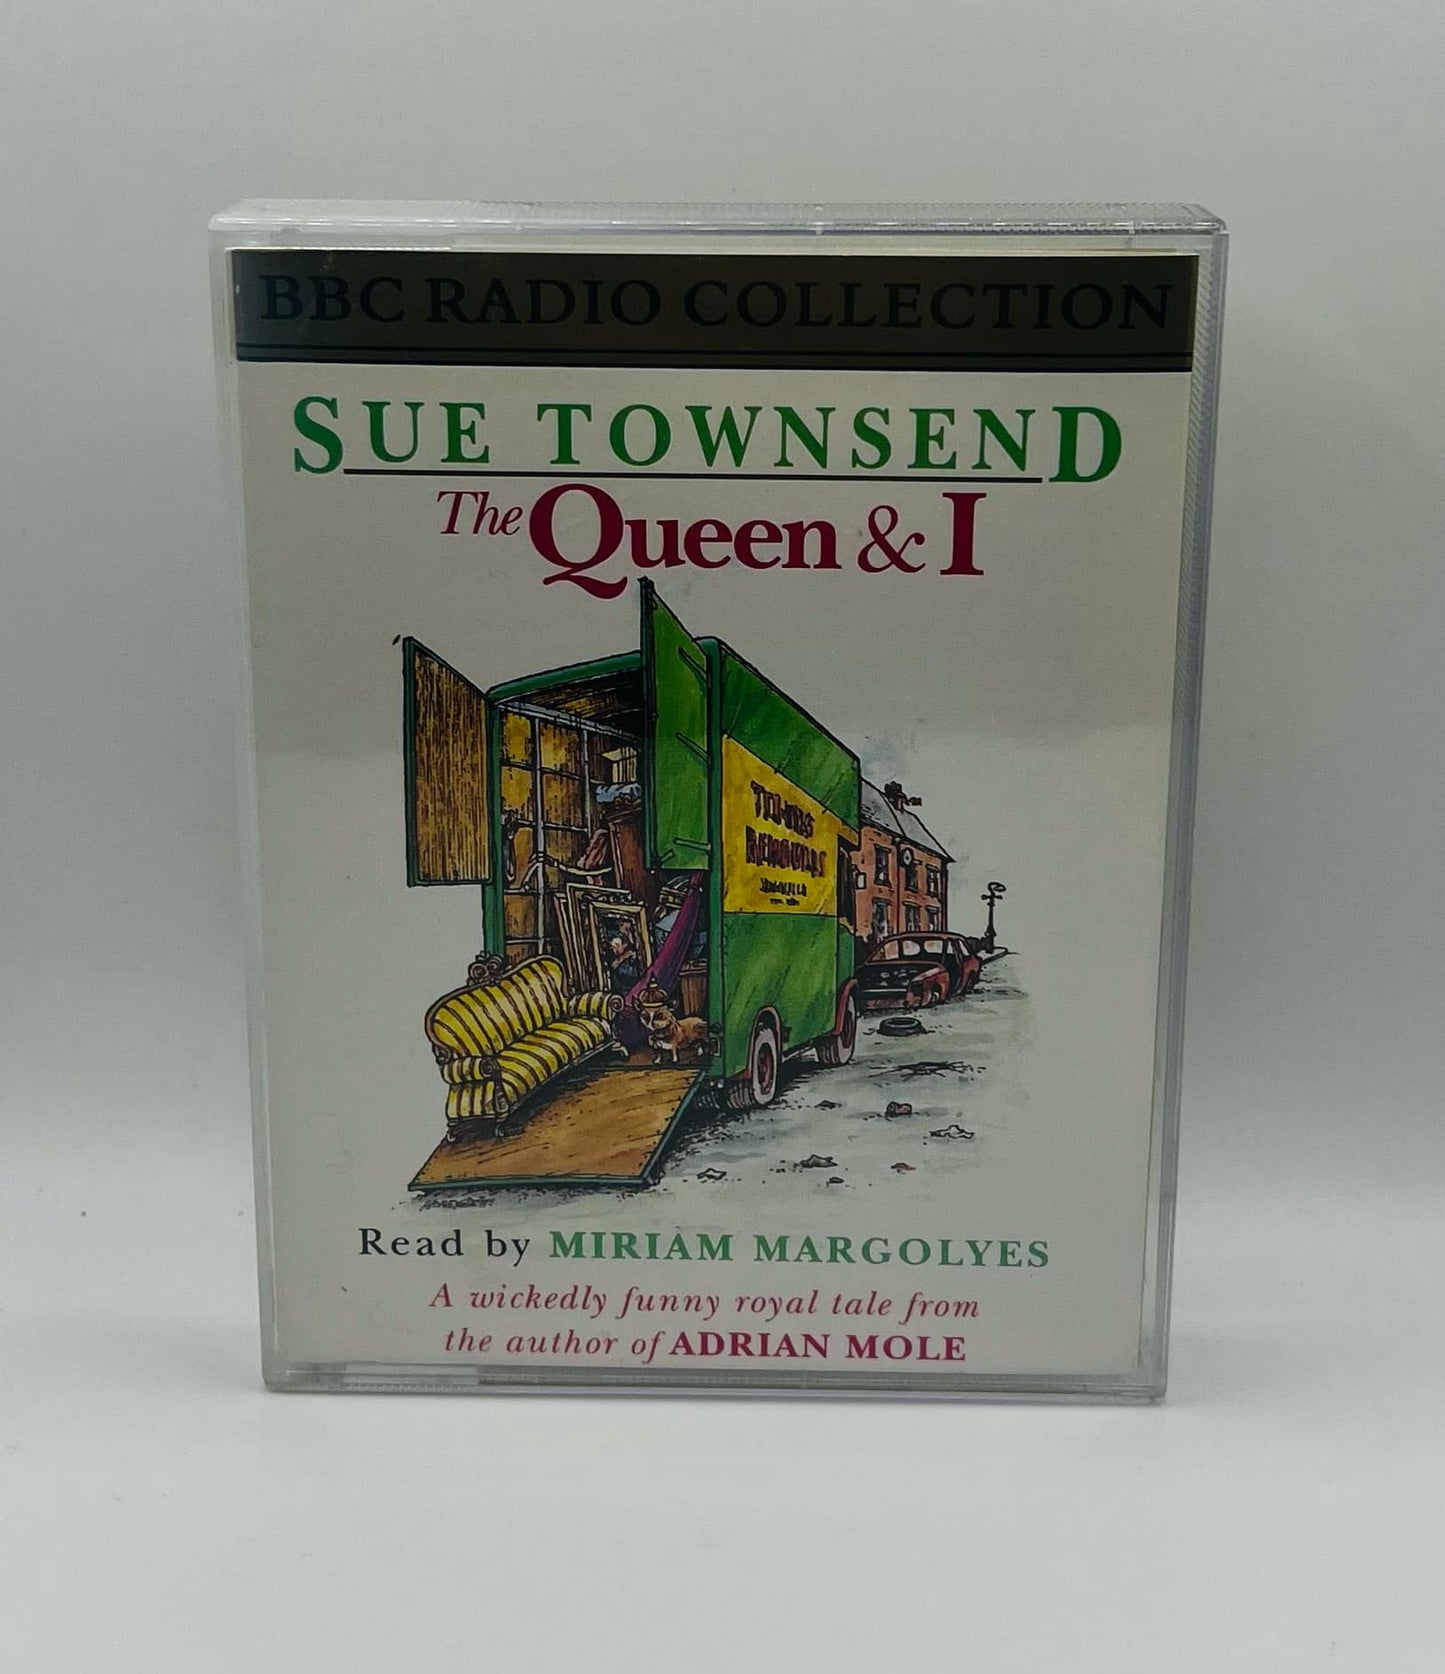 BBC RADIO COLLECTION
SUE TOWNSEND
The Queen & I
Read by MIRIAM MARGOLYES
A wickedly funny royal tale from
the author of ADRIAN MOLE